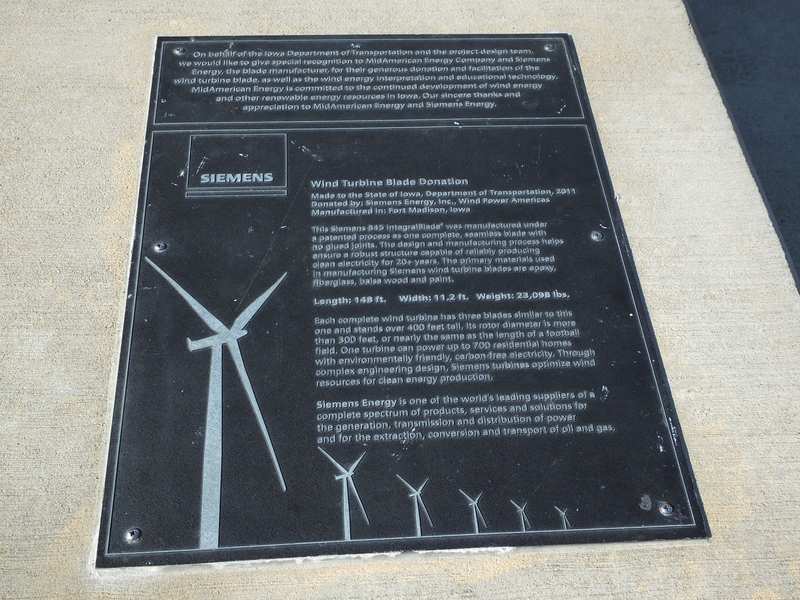 On behalf of the Iowa Department of Transportation and the project design team,
we would like to give special recognition to MidAmerican Energy Company and Siemens
Energy, the blade manufacturer, for their generous donation and facilitation of the
wind turbine blade, as well as the wind energy interpretation and educational technology.
MidAmerican Energy is committed to the continued development of wind energy
and other renewable energy resources in Iowa. Our sincere thanks and
appreciation to MidAmerican Energy and Siemens Energy.
SIEMENS
Wind Turbine Blade Donation
Made to the State of Iowa, Department of Transportation, 2011
Donated by: Siemens Energy, Inc., Wind Power Americas
Manufactured in: Fort Madison, Iowa
This Siemens B45 IntegralBlade® was manufactured under
a patented process as one complete, seamless blade with
no glued joints. The design and manufacturing process helps
ensure a robust structure capable of reliably producing
clean electricity for 20+ years. The primary materials used
in manufacturing Siemens wind turbine blades are epoxy,
fiberglass, balsa wood and paint.
Length: 148 ft. Width: 11.2 ft. Weight: 23,098 lbs.
Each complete wind turbine has three blades similar to this
one and stands over 400 feet tall. Its rotor diameter is more
than 300 feet, or nearly the same as the length of a football
field. One turbine can power up to 700 residential homes
with environmentally friendly, carbon-free electricity. Through
complex engineering design, Siemens turbines optimize wind
resources for clean energy production.
Siemens Energy is one of the world's leading suppliers of a
complete spectrum of products, services and solutions for
the generation, transmission and distribution of power
and for the extraction, conversion and transport of oil and gas.